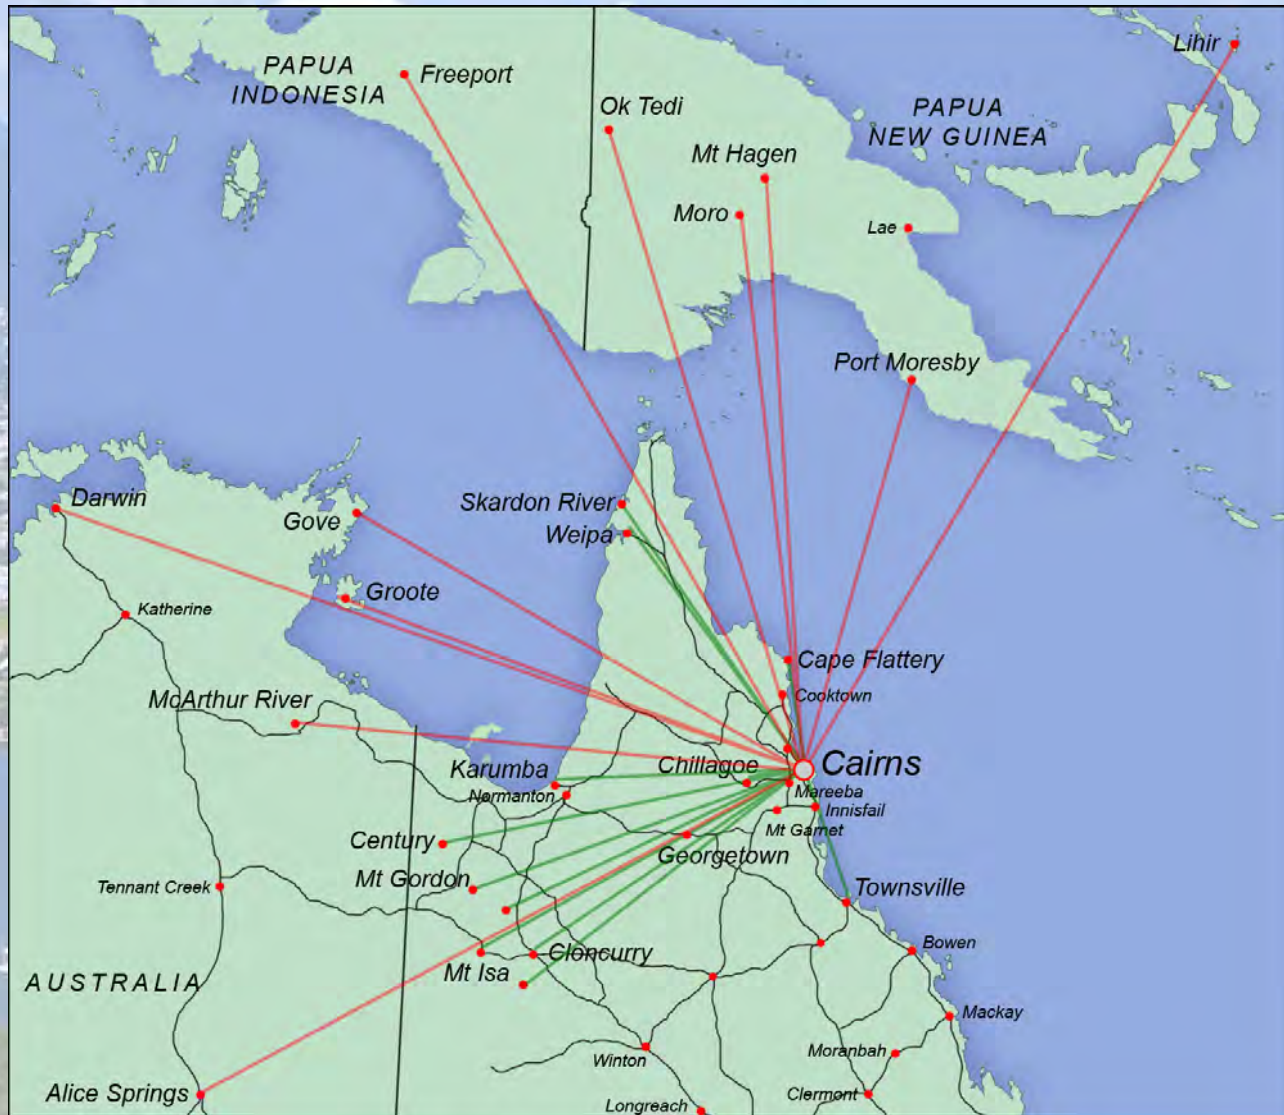 Lihir
PAPUA
INDONESIA
Freeport
Ok Tedi
PAPUA
NEW GUINEA
Mt Hagen
Moro
Lae
Port Moresby
Darwin
Skardon River
Gove
Weipa
Groote
Katherine
Cape Flattery
Cooktown
McArthur River
Cairns
Chillagoe
Karumba
Mareeba
Normanton
Innisfail
Mt Garnet
Century
Georgetown
Mt Gordon
Tennant Creek
Townsville
Bowen
Cloncurry
Mt Isa
AUSTRALIA
Mackay
Moranbah
Winton
Alice Springs
Clermont
Longreach